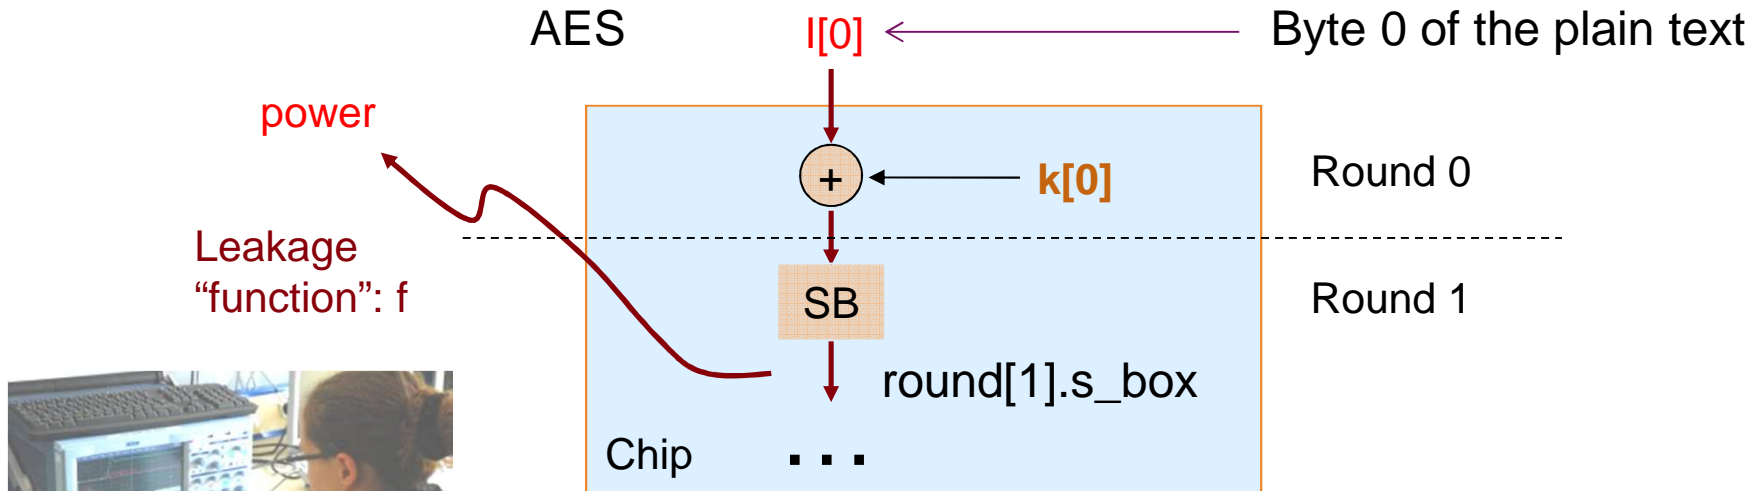 AES
I[0]
Byte 0 of the plain text
power
+
k[0]
Round 0
Leakage
“function”: f
SB
Round 1
round[1].s_box
Chip
...